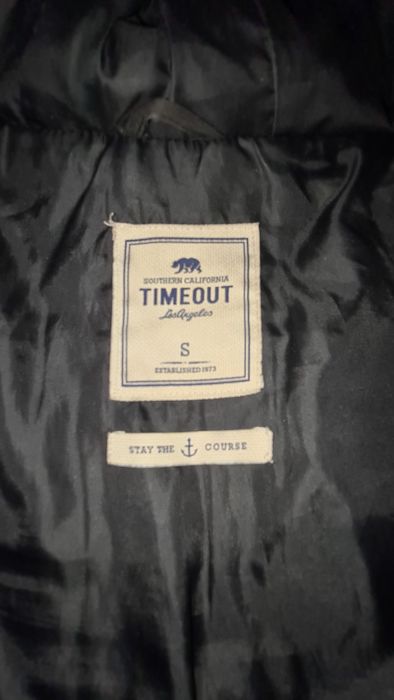 SOUTHERN CALIFORNIA
TIMEOUT
Los Angeles
S
ESTABLISHED 1973
STAY THE COURSE